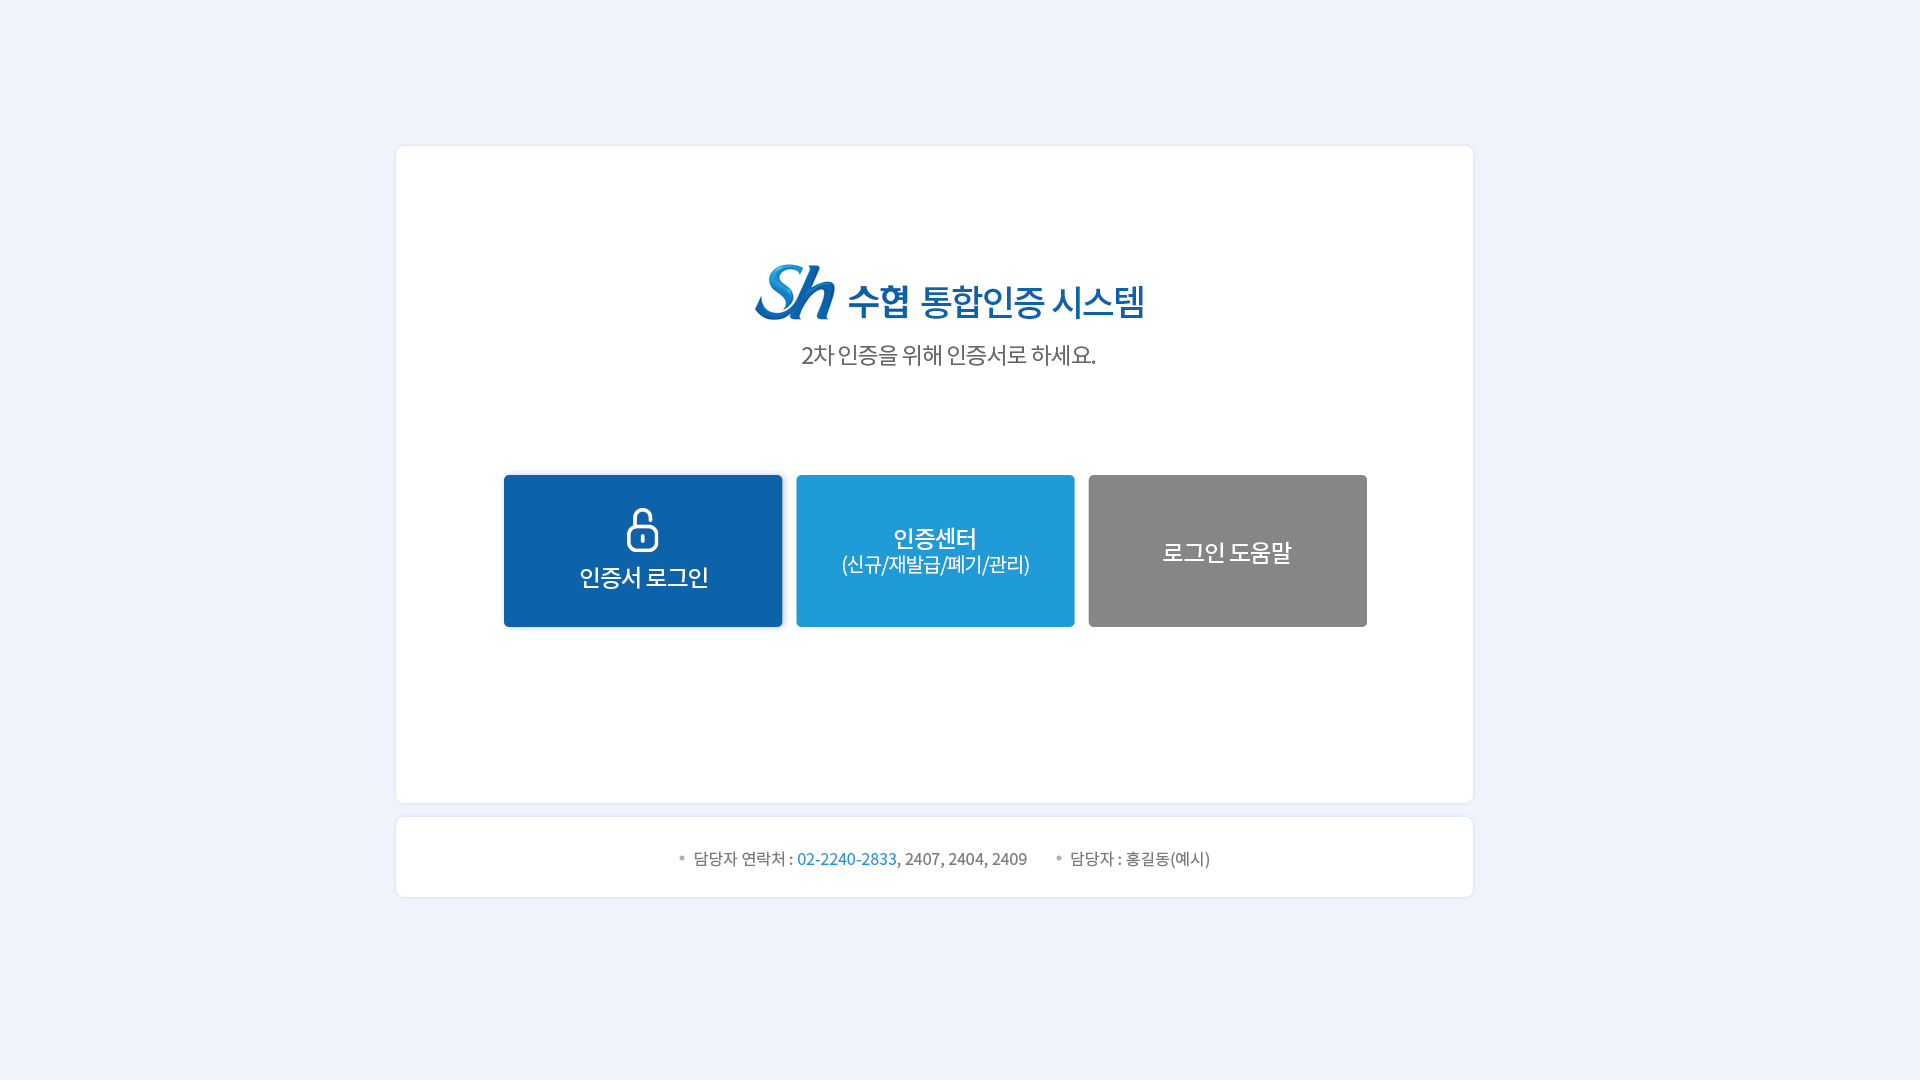 Sh 수협 통합인증 시스템
2차 인증을 위해 인증서로 하세요.
인증서 로그인
인증센터
(신규/재발급/폐기/관리)
로그인 도움말
• 담당자 연락처 : 02-2240-2833, 2407, 2404, 2409 • 담당자 : 홍길동(예시)